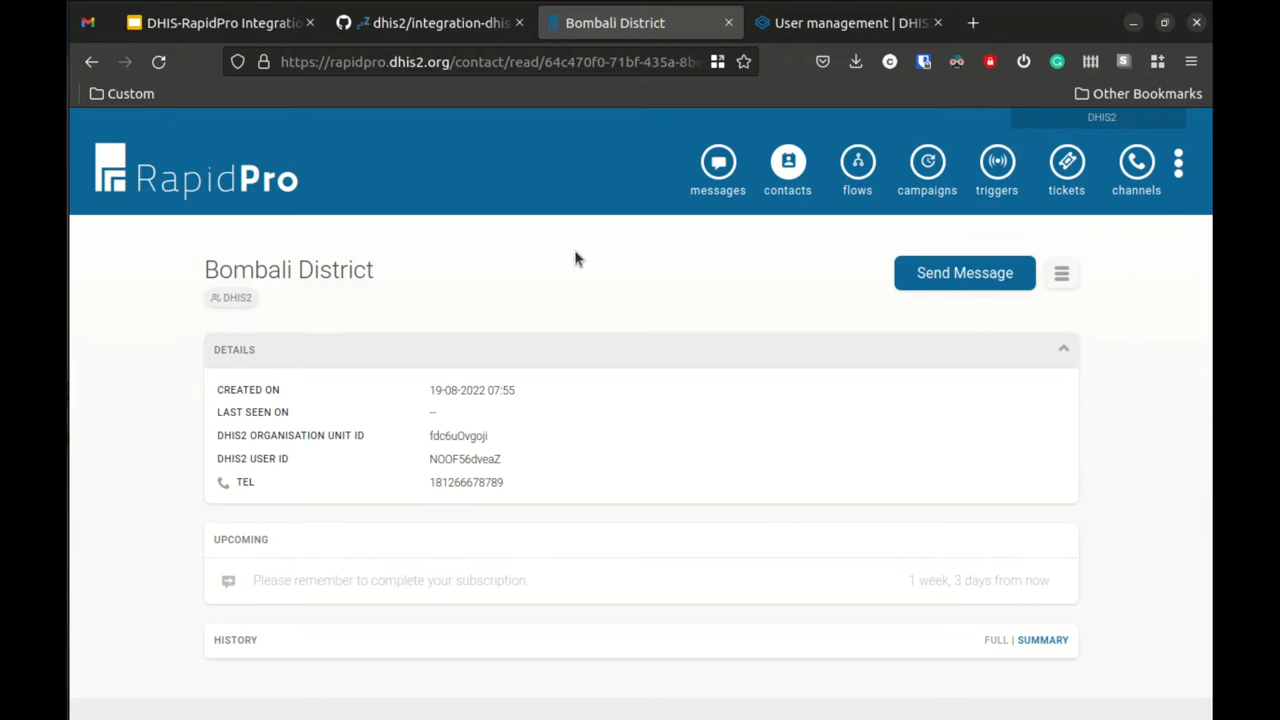 DHIS-RapidPro Integratio
dhis2/integration-dhis
Bombali District
User management | DHIS
https://rapidpro.dhis2.org/contact/read/64c470f0-71bf-435a-8be
Custom
Other Bookmarks
DHIS2
RapidPro
messages
contacts
flows
campaigns
triggers
tickets
channels
Bombali District
Send Message
DHIS2
DETAILS
CREATED ON 19-08-2022 07:55
LAST SEEN ON --
DHIS2 ORGANISATION UNIT ID fdc6uOvgoji
DHIS2 USER ID NOOF56dveaZ
TEL 181266678789
UPCOMING
Please remember to complete your subscription. 1 week, 3 days from now
HISTORY FULL | SUMMARY